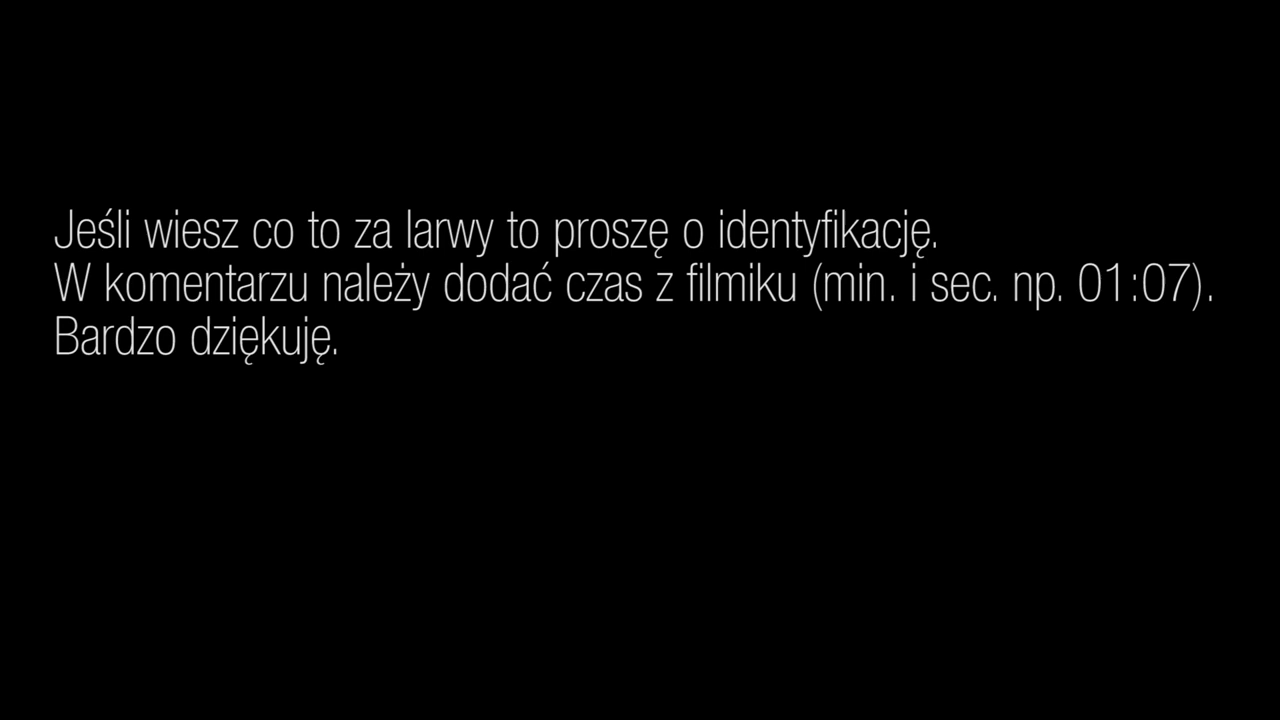 Jeśli wiesz co to za larwy to proszę o identyfikację.
W komentarzu należy dodać czas z filmiku (min. i sec. np. 01:07).
Bardzo dziękuję.